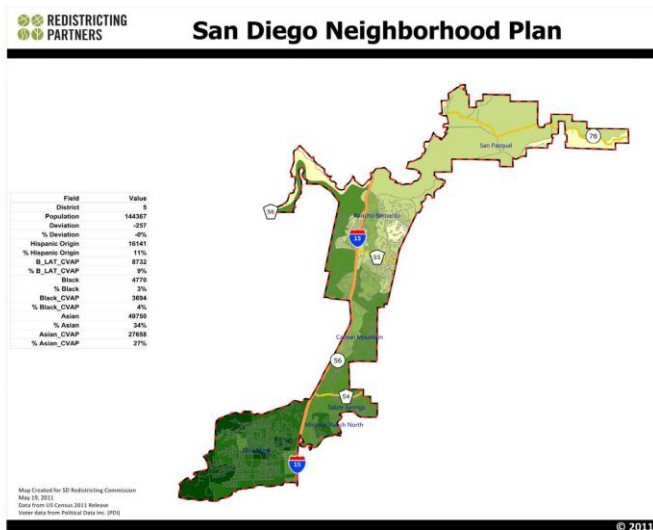 REDISTRICTING
PARTNERS
San Diego Neighborhood Plan
78
San Pasqual
Field Value
District 5
Population 144367
Deviation -257
% Deviation -0%
Hispanic Origin 16141
% Hispanic Origin 11%
B_LAT_CVAP 8732
% B_LAT_CVAP 9%
Black 4770
% Black 3%
Black_CVAP 3694
% Black_CVAP 4%
Asian 49750
% Asian 34%
Asian_CVAP 27658
% Asian_CVAP 27%
Rancho Bernardo
15
Carmel Mountain
56
Sabre Springs
Miramar Ranch North
15
Map Created for SD Redistricting Commission
May 19, 2011
Data from US Census 2011 Release
Voter data from Political Data Inc. (PDI)
© 2011